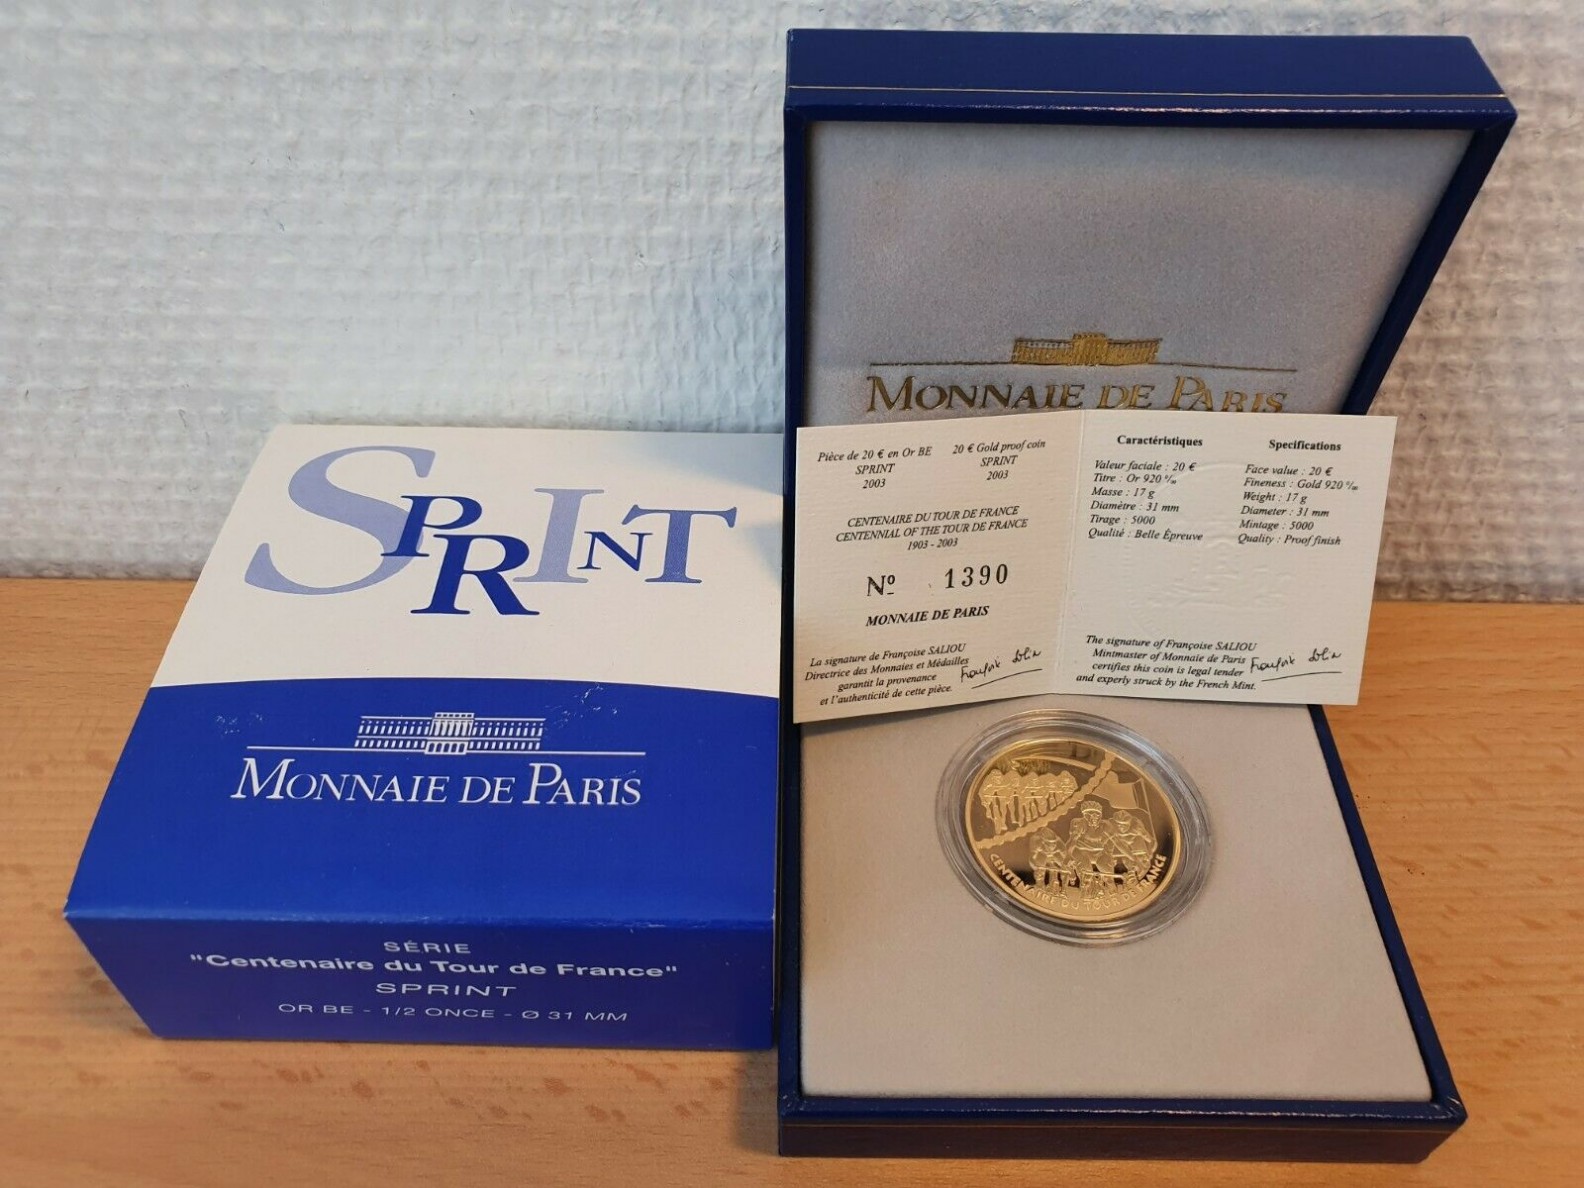 SPRINT
MONNAIE DE PARIS
SÉRIE
"Centenaire du Tour de France"
SPRINT
OR BE - 1/2 ONCE - Ø 31 MM
MONNAIE DE PARIS
Pièce de 20 € en Or BE
SPRINT
2003
20 € Gold proof coin
SPRINT
2003
CENTENAIRE DU TOUR DE FRANCE
CENTENNIAL OF THE TOUR DE FRANCE
1903 - 2003
Nº 1390
MONNAIE DE PARIS
La signature de Françoise SALIOU
Directrice des Monnaies et Médailles
garantit la provenance
et l'authenticité de cette pièce.
Caractéristiques
Valeur faciale : 20 €
Titre : Or 920 ‰
Masse : 17 g
Diamètre : 31 mm
Tirage : 5000
Qualité : Belle Épreuve
Specifications
Face value : 20 €
Fineness : Gold 920 ‰
Weight : 17 g
Diameter : 31 mm
Mintage : 5000
Quality : Proof finish
The signature of Françoise SALIOU
Mintmaster of Monnaie de Paris
certifies this coin is legal tender
and experly struck by the French Mint.
CENTENAIRE DU TOUR DE FRANCE